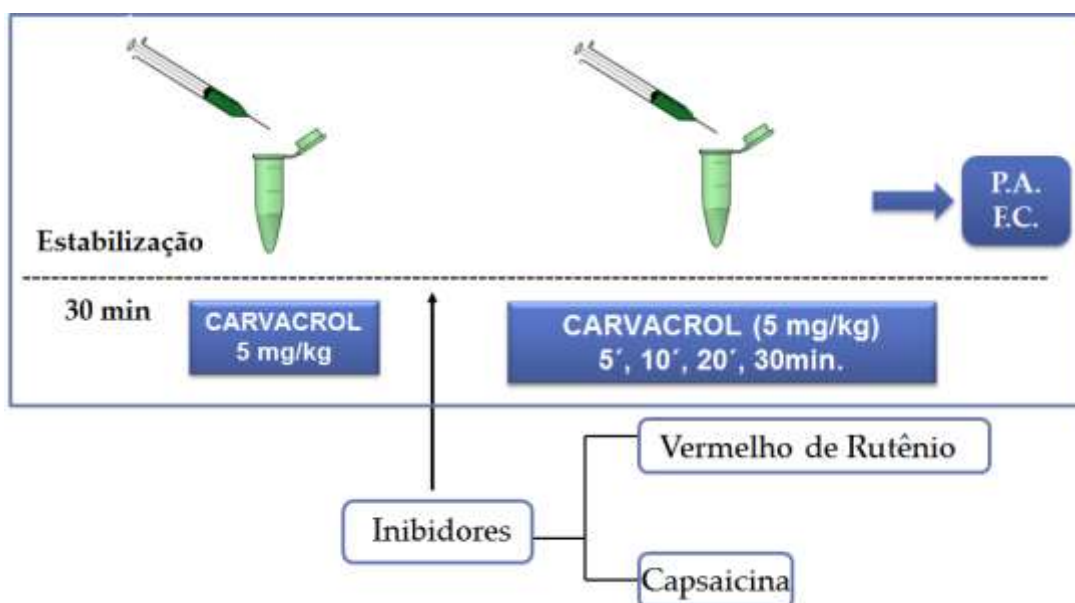 P.A.
F.C.
Estabilização
30 min
CARVACROL
5 mg/kg
CARVACROL (5 mg/kg)
5´, 10´, 20´, 30min.
Vermelho de Rutênio
Inibidores
Capsaicina